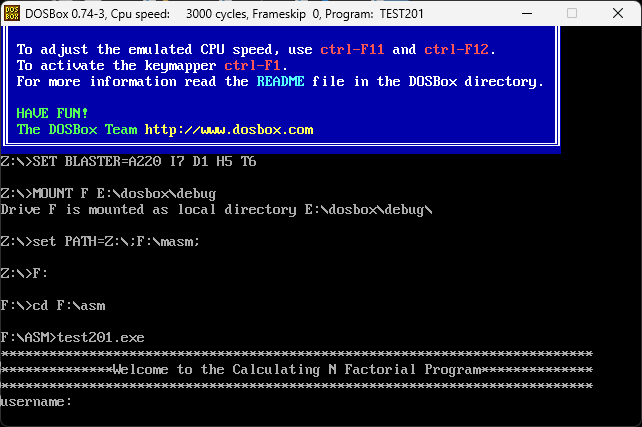 DOS BOX DOSBox 0.74-3, Cpu speed: 3000 cycles, Frameskip 0, Program: TEST201
To adjust the emulated CPU speed, use ctrl-F11 and ctrl-F12.
To activate the keymapper ctrl-F1.
For more information read the README file in the DOSBox directory.
HAVE FUN!
The DOSBox Team http://www.dosbox.com
Z:\>SET BLASTER=A220 I7 D1 H5 T6
Z:\>MOUNT F E:\dosbox\debug
Drive F is mounted as local directory E:\dosbox\debug\
Z:\>set PATH=Z:\;F:\masm;
Z:\>F:
F:\>cd F:\asm
F:\ASM>test201.exe
**************************************************************************
**************Welcome to the Calculating N Factorial Program**************
**************************************************************************
username: